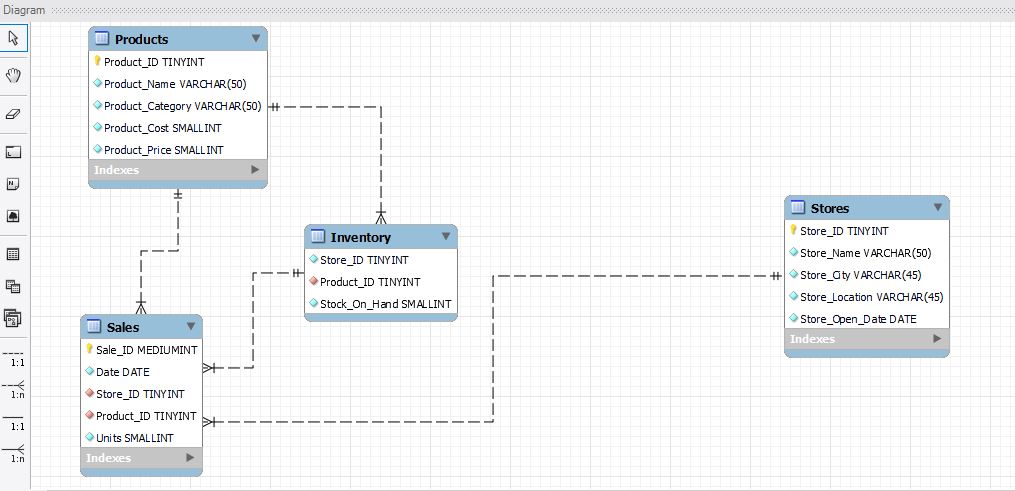 Diagram
Products
Product_ID TINYINT
Product_Name VARCHAR(50)
Product_Category VARCHAR(50)
Product_Cost SMALLINT
Product_Price SMALLINT
Indexes
Inventory
Store_ID TINYINT
Product_ID TINYINT
Stock_On_Hand SMALLINT
Stores
Store_ID TINYINT
Store_Name VARCHAR(50)
Store_City VARCHAR(45)
Store_Location VARCHAR(45)
Store_Open_Date DATE
Indexes
Sales
Sale_ID MEDIUMINT
Date DATE
Store_ID TINYINT
Product_ID TINYINT
Units SMALLINT
Indexes
1:1
1:n
1:1
1:n